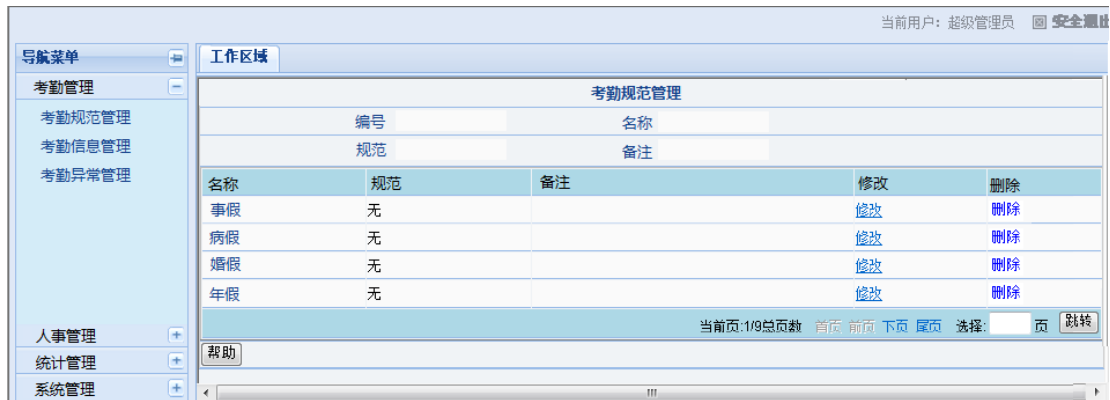 当前用户：超级管理员 安全退出
导航菜单
工作区域
考勤管理
考勤规范管理
考勤信息管理
考勤异常管理
人事管理
统计管理
系统管理
考勤规范管理
编号 名称
规范 备注
名称 规范 备注 修改 删除
事假 无 修改 删除
病假 无 修改 删除
婚假 无 修改 删除
年假 无 修改 删除
当前页:1/9总页数 首页 前页 下页 尾页 选择: 页 跳转
帮助